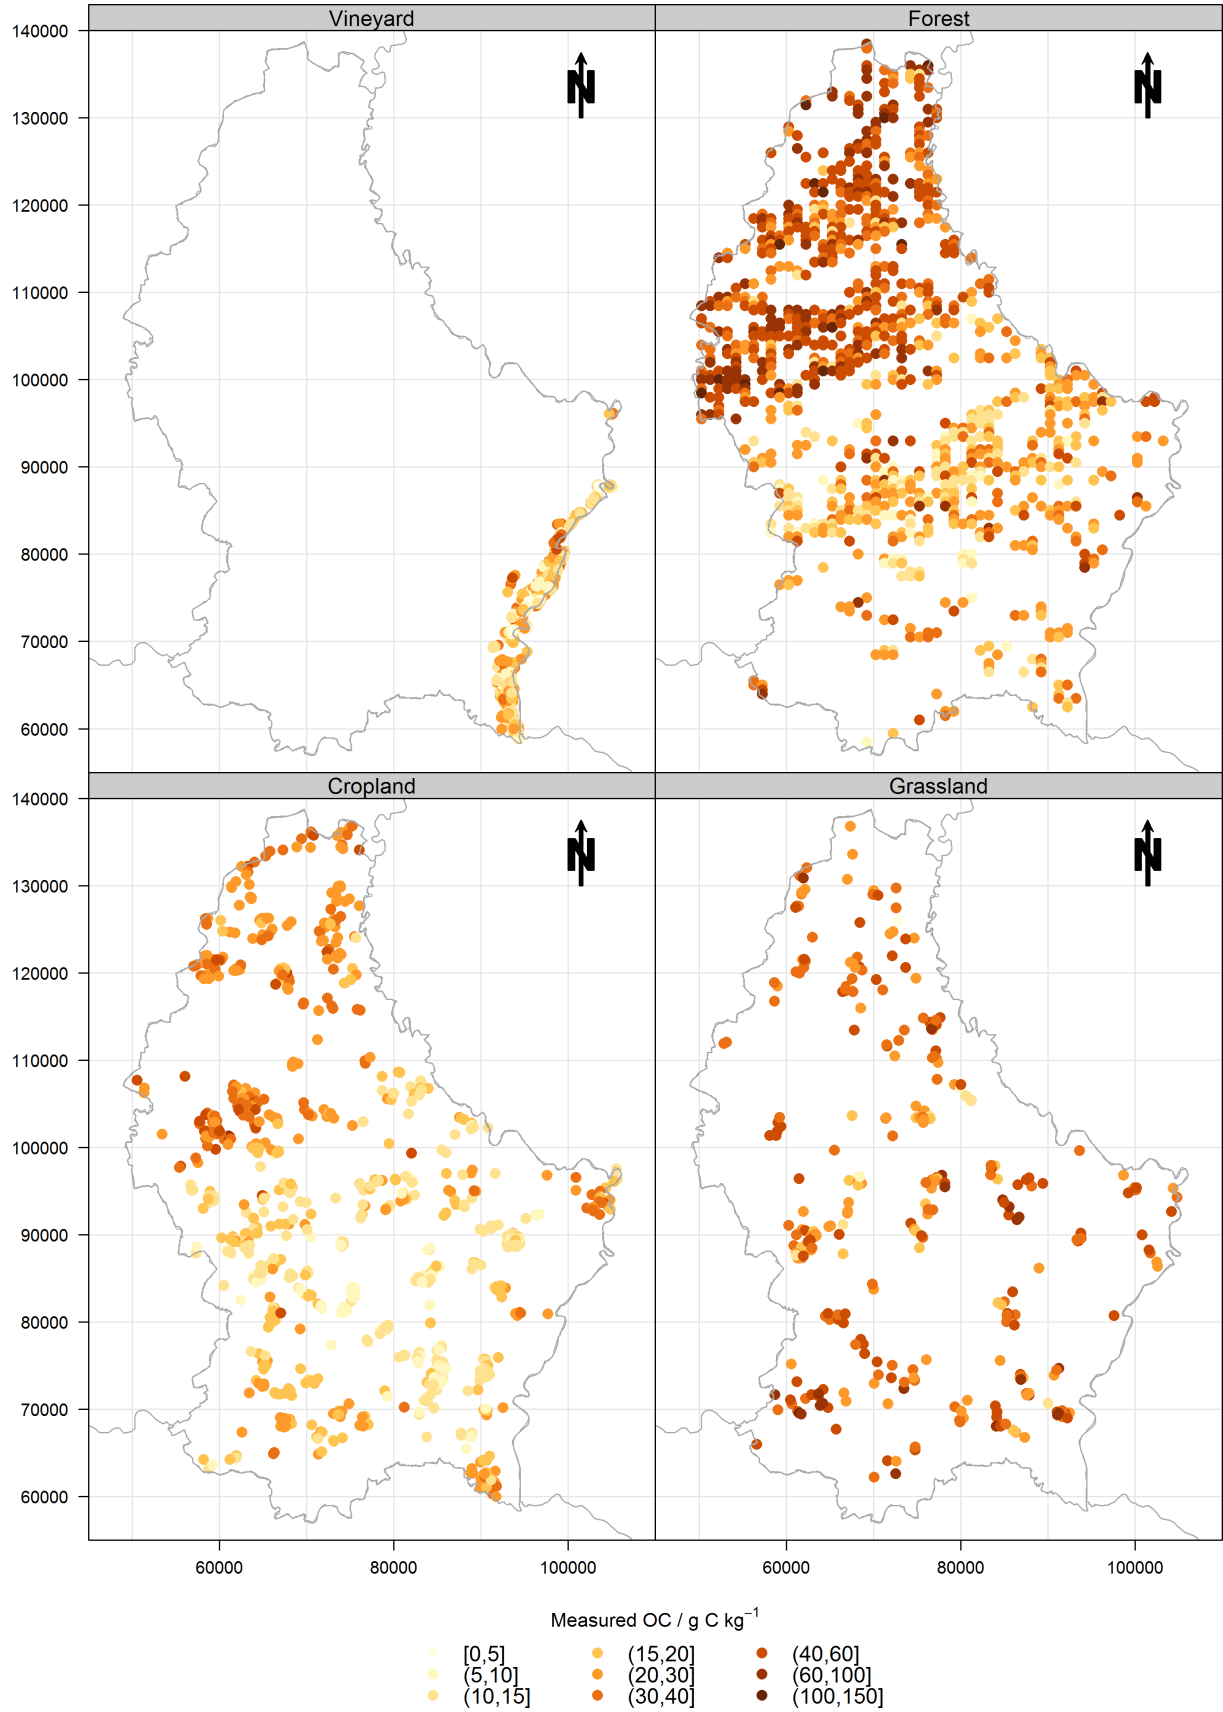 Vineyard Forest
N N
140000
130000
120000
110000
100000
90000
80000
70000
60000
Cropland Grassland
N N
140000
130000
120000
110000
100000
90000
80000
70000
60000
60000 80000 100000 60000 80000 100000
Measured OC / g C kg⁻¹
[0,5] (15,20] (40,60]
(5,10] (20,30] (60,100]
(10,15] (30,40] (100,150]